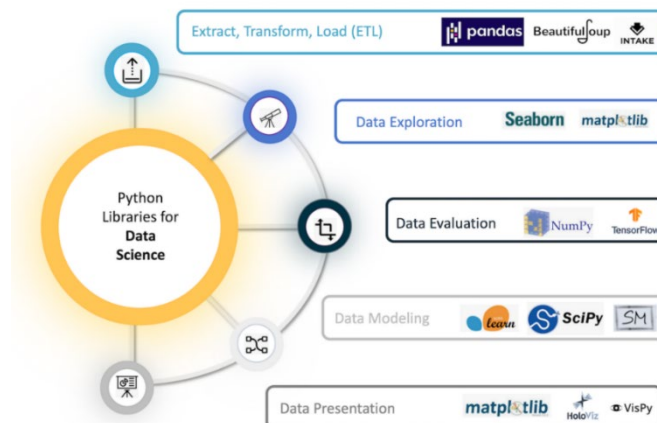 Extract, Transform, Load (ETL) pandas BeautifulSoup INTAKE
Data Exploration Seaborn matplotlib
Python
Libraries for
Data
Science
Data Evaluation NumPy TensorFlow
Data Modeling learn SciPy SM
Data Presentation matplotlib HoloViz VisPy